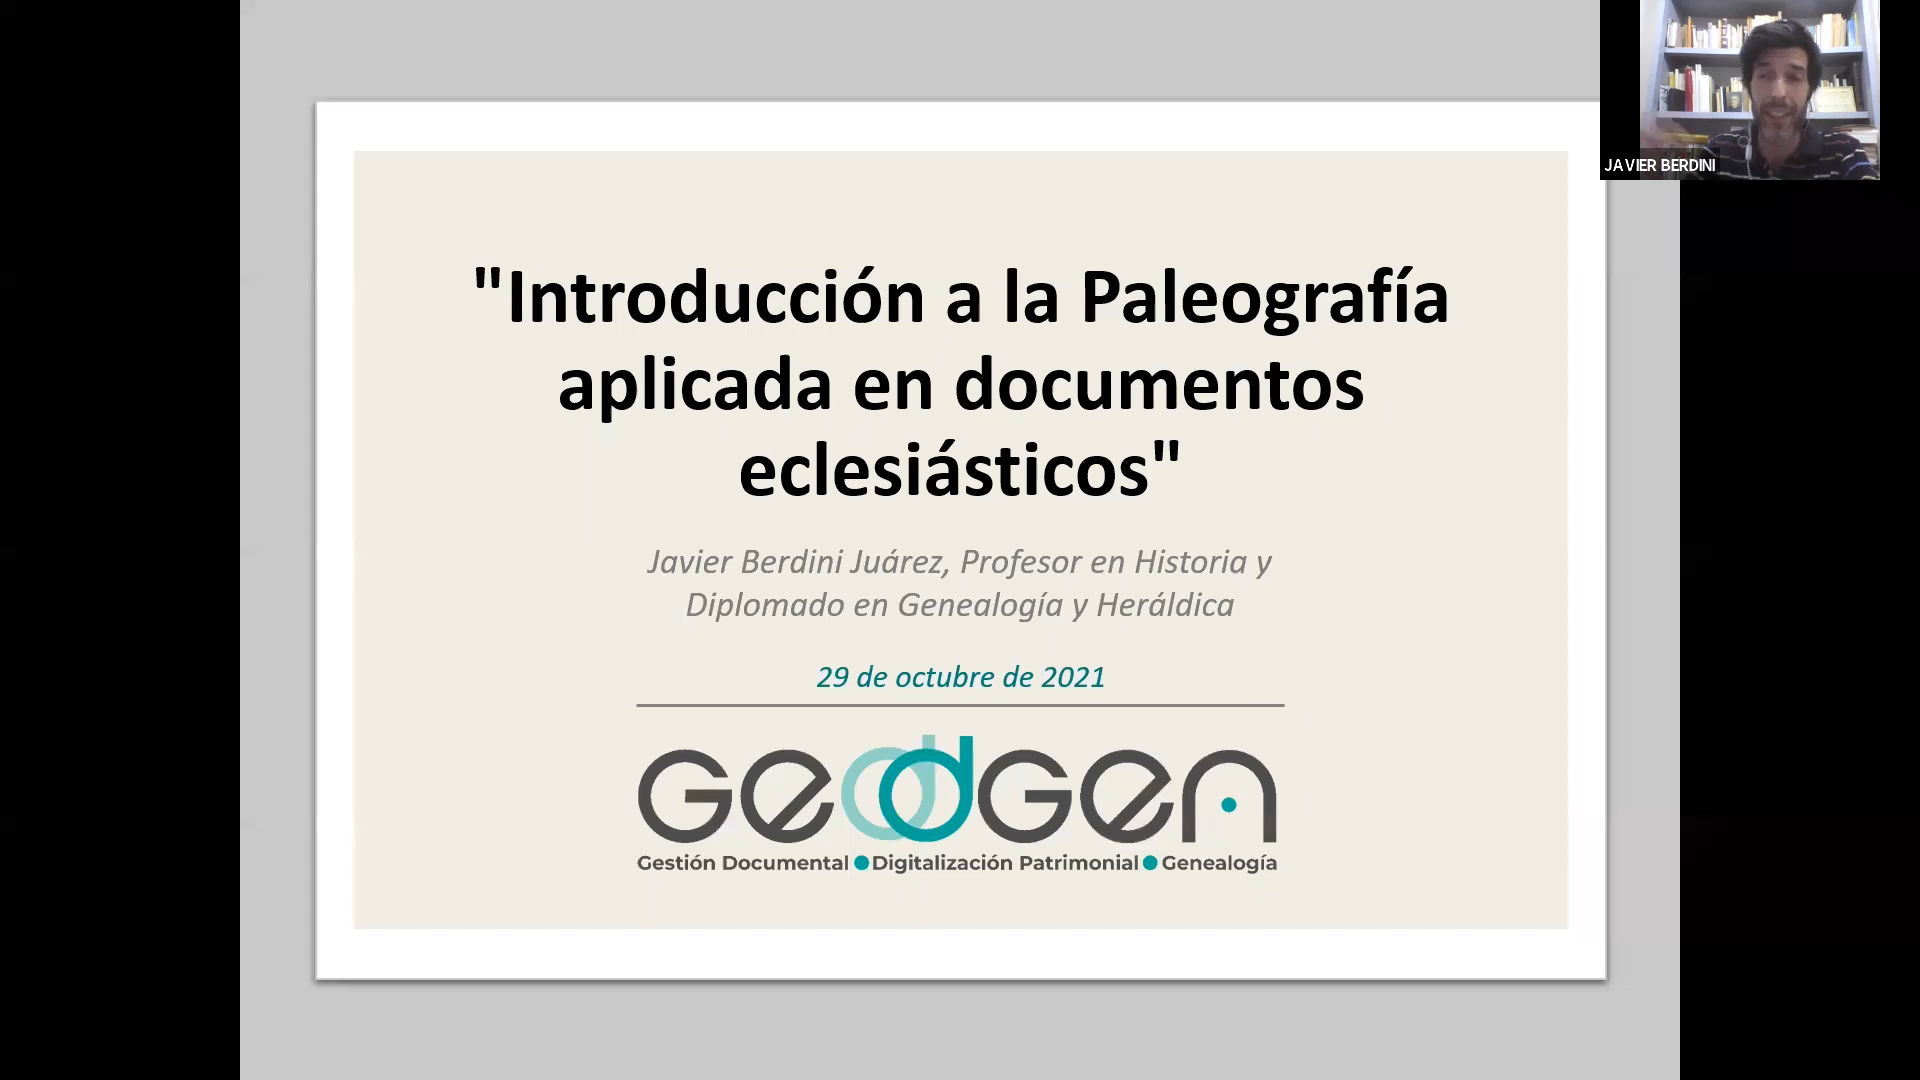 JAVIER BERDINI
"Introducción a la Paleografía
aplicada en documentos
eclesiásticos"
Javier Berdini Juárez, Profesor en Historia y
Diplomado en Genealogía y Heráldica
29 de octubre de 2021
Geodgen
Gestión Documental ● Digitalización Patrimonial ● Genealogía